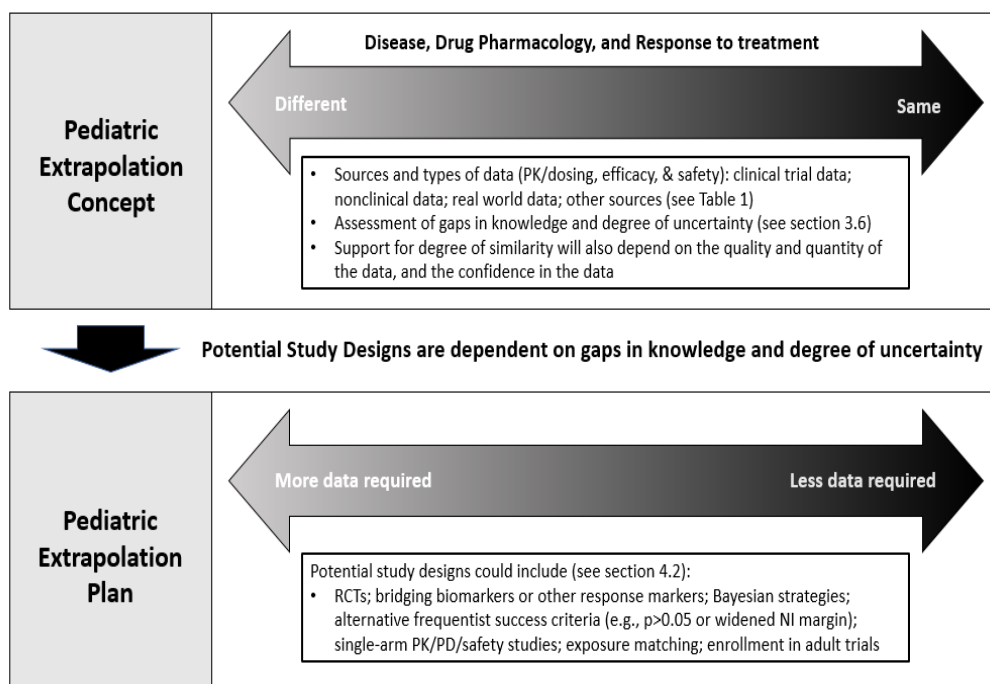 Disease, Drug Pharmacology, and Response to treatment
Different
Same
Pediatric
Extrapolation
Concept
• Sources and types of data (PK/dosing, efficacy, & safety): clinical trial data;
nonclinical data; real world data; other sources (see Table 1)
• Assessment of gaps in knowledge and degree of uncertainty (see section 3.6)
• Support for degree of similarity will also depend on the quality and quantity of
the data, and the confidence in the data
Potential Study Designs are dependent on gaps in knowledge and degree of uncertainty
More data required
Less data required
Pediatric
Extrapolation
Plan
Potential study designs could include (see section 4.2):
• RCTs; bridging biomarkers or other response markers; Bayesian strategies;
alternative frequentist success criteria (e.g., p>0.05 or widened NI margin);
single-arm PK/PD/safety studies; exposure matching; enrollment in adult trials